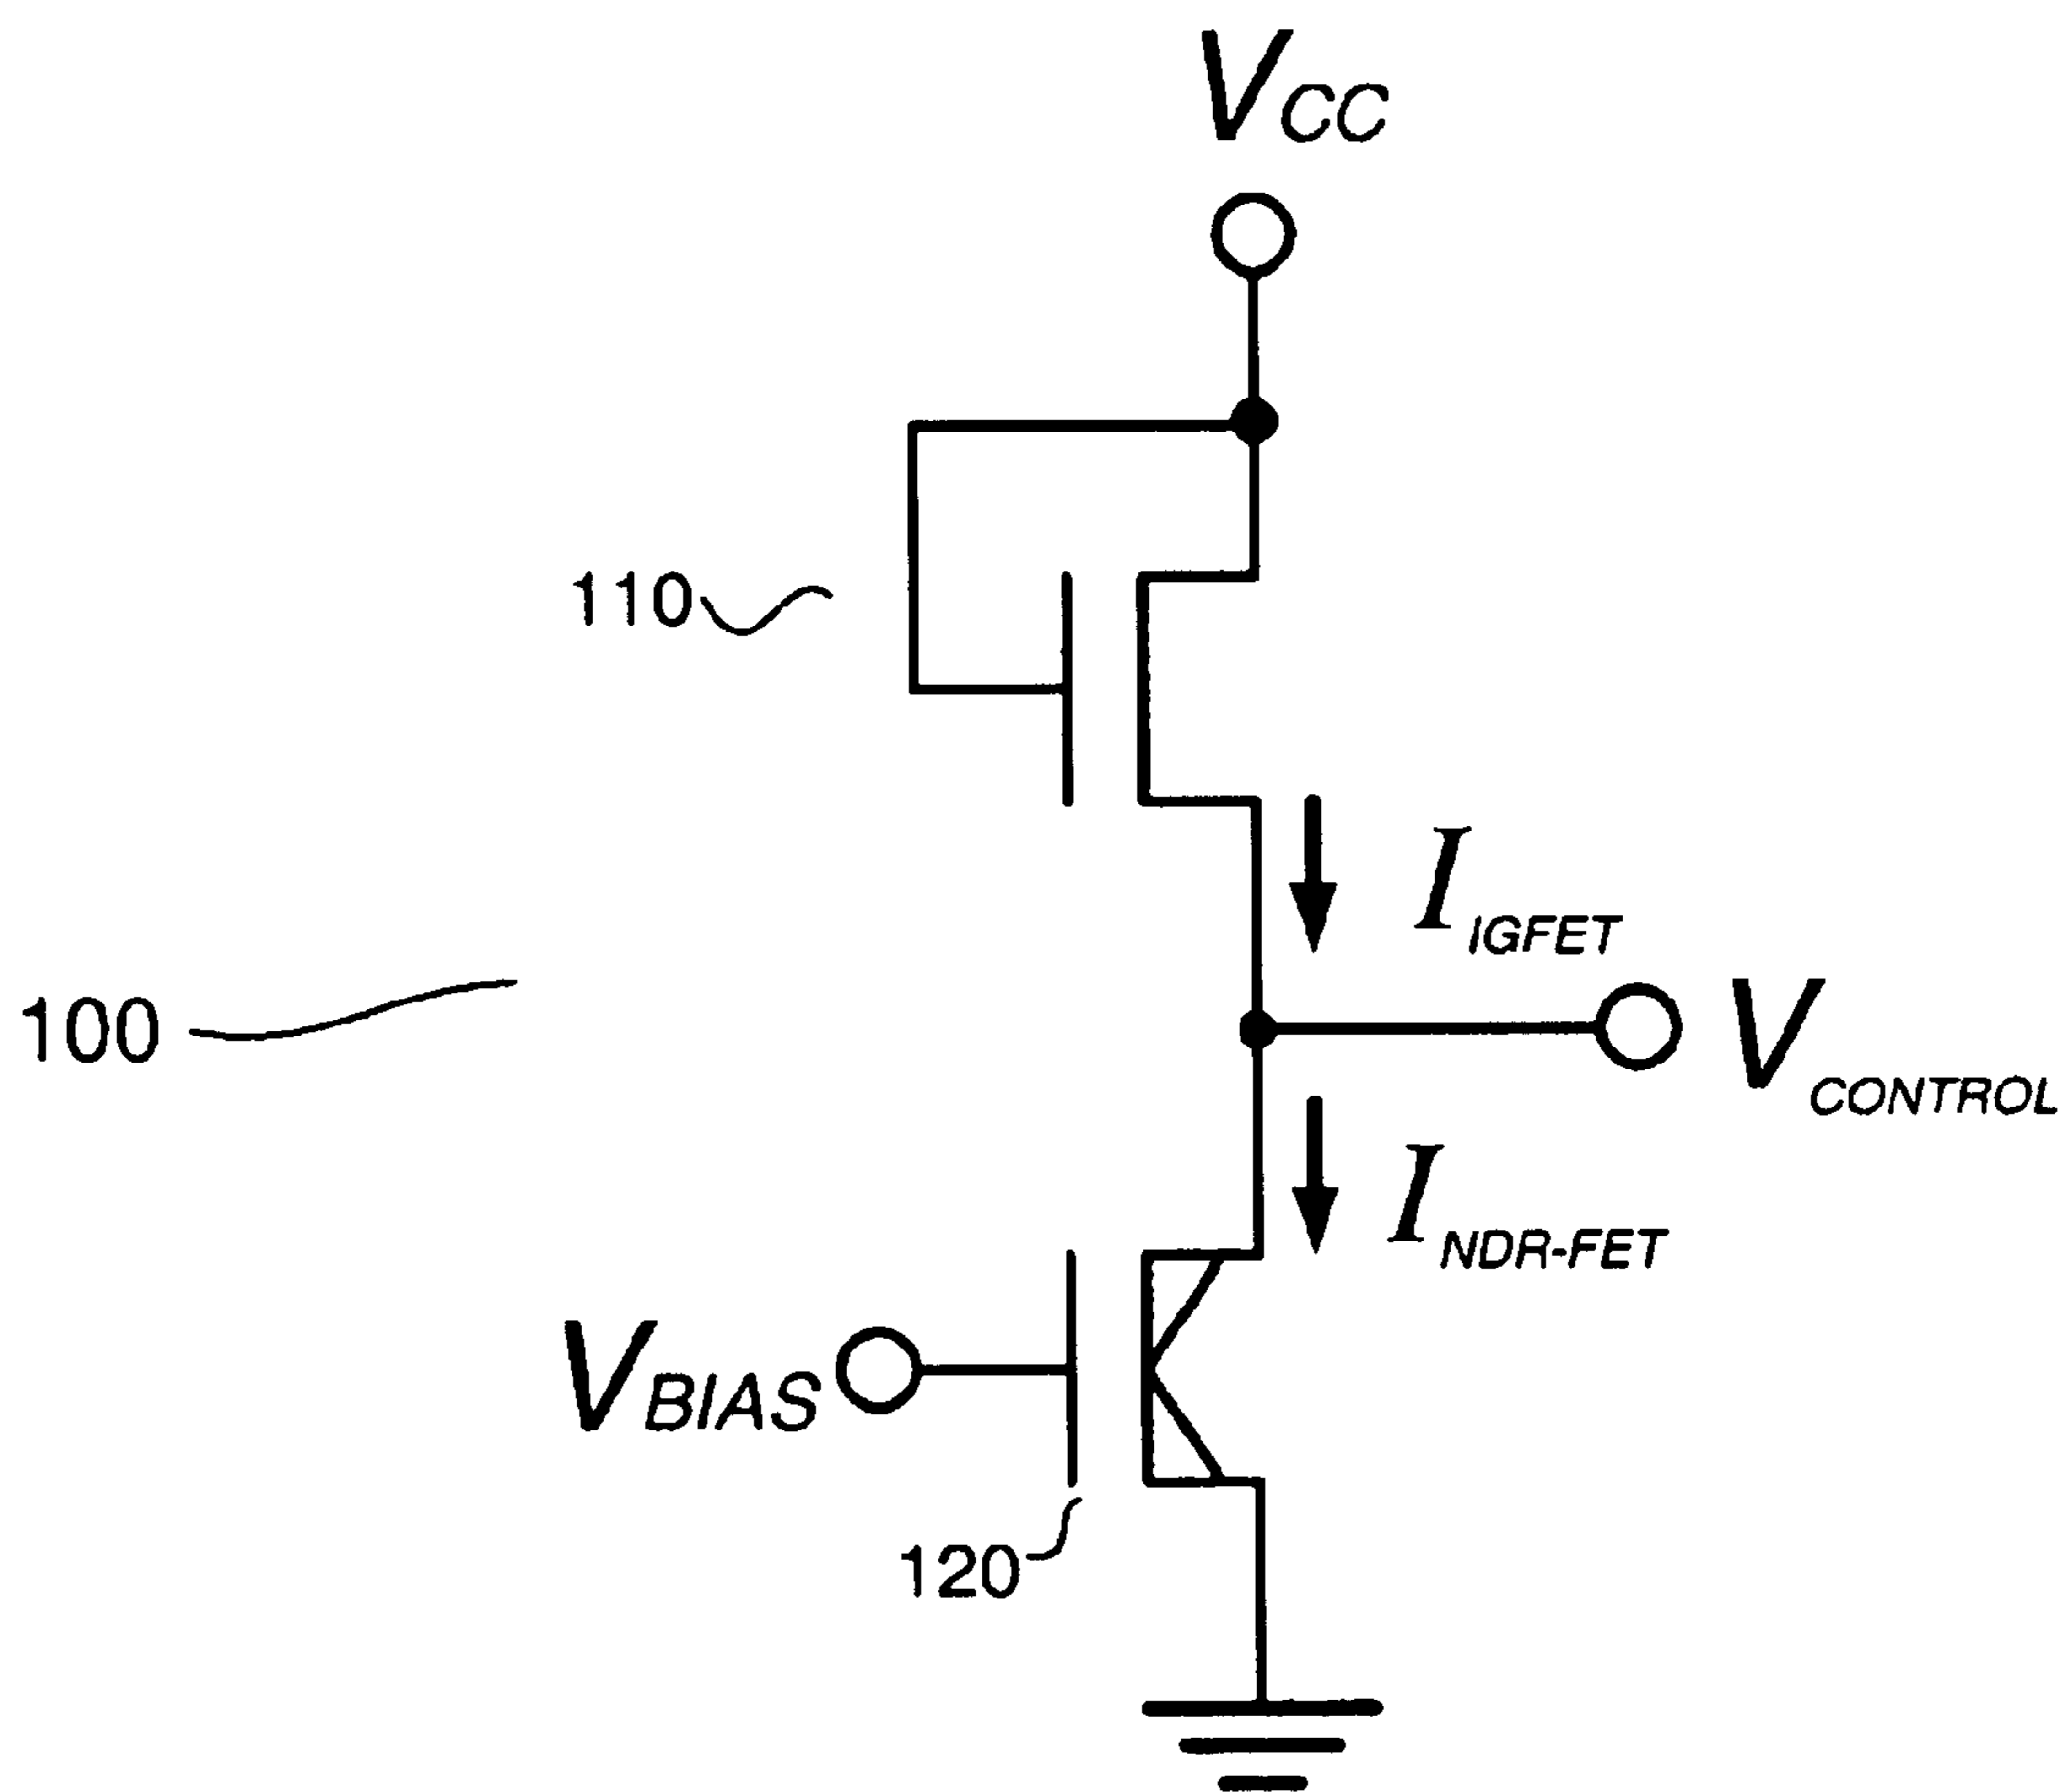 VCC
110
IIGFET
100
VCONTROL
INDR-FET
VBIAS
120